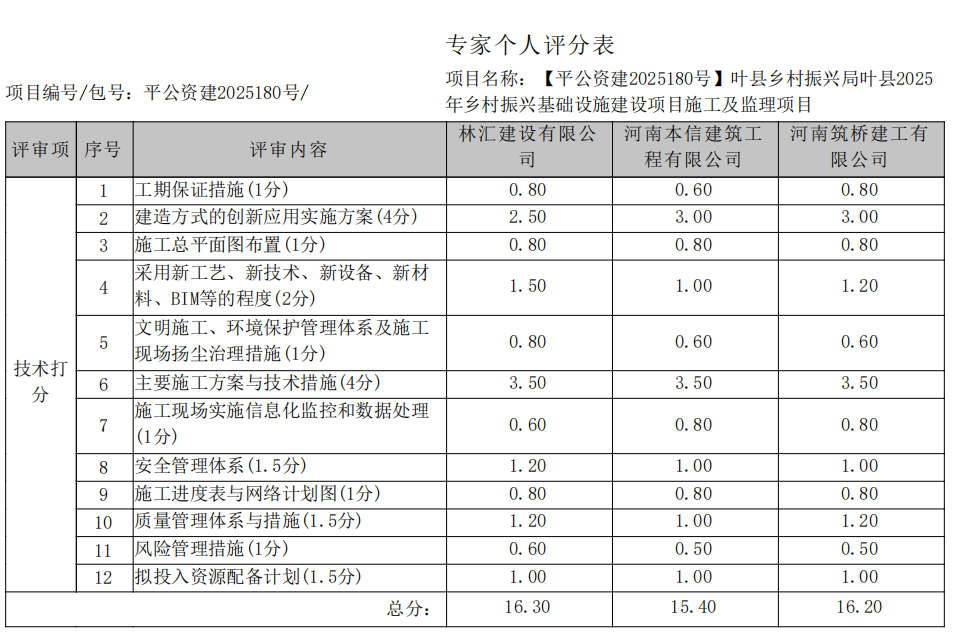 专家个人评分表
项目编号/包号：平公资建2025180号/
项目名称：【平公资建2025180号】叶县乡村振兴局叶县2025
年乡村振兴基础设施建设项目施工及监理项目
评审项 序号 评审内容 林汇建设有限公司 河南本信建筑工程有限公司 河南筑桥建工有限公司
技术打分
1 工期保证措施(1分) 0.80 0.60 0.80
2 建造方式的创新应用实施方案(4分) 2.50 3.00 3.00
3 施工总平面图布置(1分) 0.80 0.80 0.80
4 采用新工艺、新技术、新设备、新材
料、BIM等的程度(2分) 1.50 1.00 1.20
5 文明施工、环境保护管理体系及施工
现场扬尘治理措施(1分) 0.80 0.60 0.60
6 主要施工方案与技术措施(4分) 3.50 3.50 3.50
7 施工现场实施信息化监控和数据处理
(1分) 0.60 0.80 0.80
8 安全管理体系(1.5分) 1.20 1.00 1.00
9 施工进度表与网络计划图(1分) 0.80 0.80 0.80
10 质量管理体系与措施(1.5分) 1.20 1.00 1.20
11 风险管理措施(1分) 0.60 0.50 0.50
12 拟投入资源配备计划(1.5分) 1.00 1.00 1.00
总分： 16.30 15.40 16.20